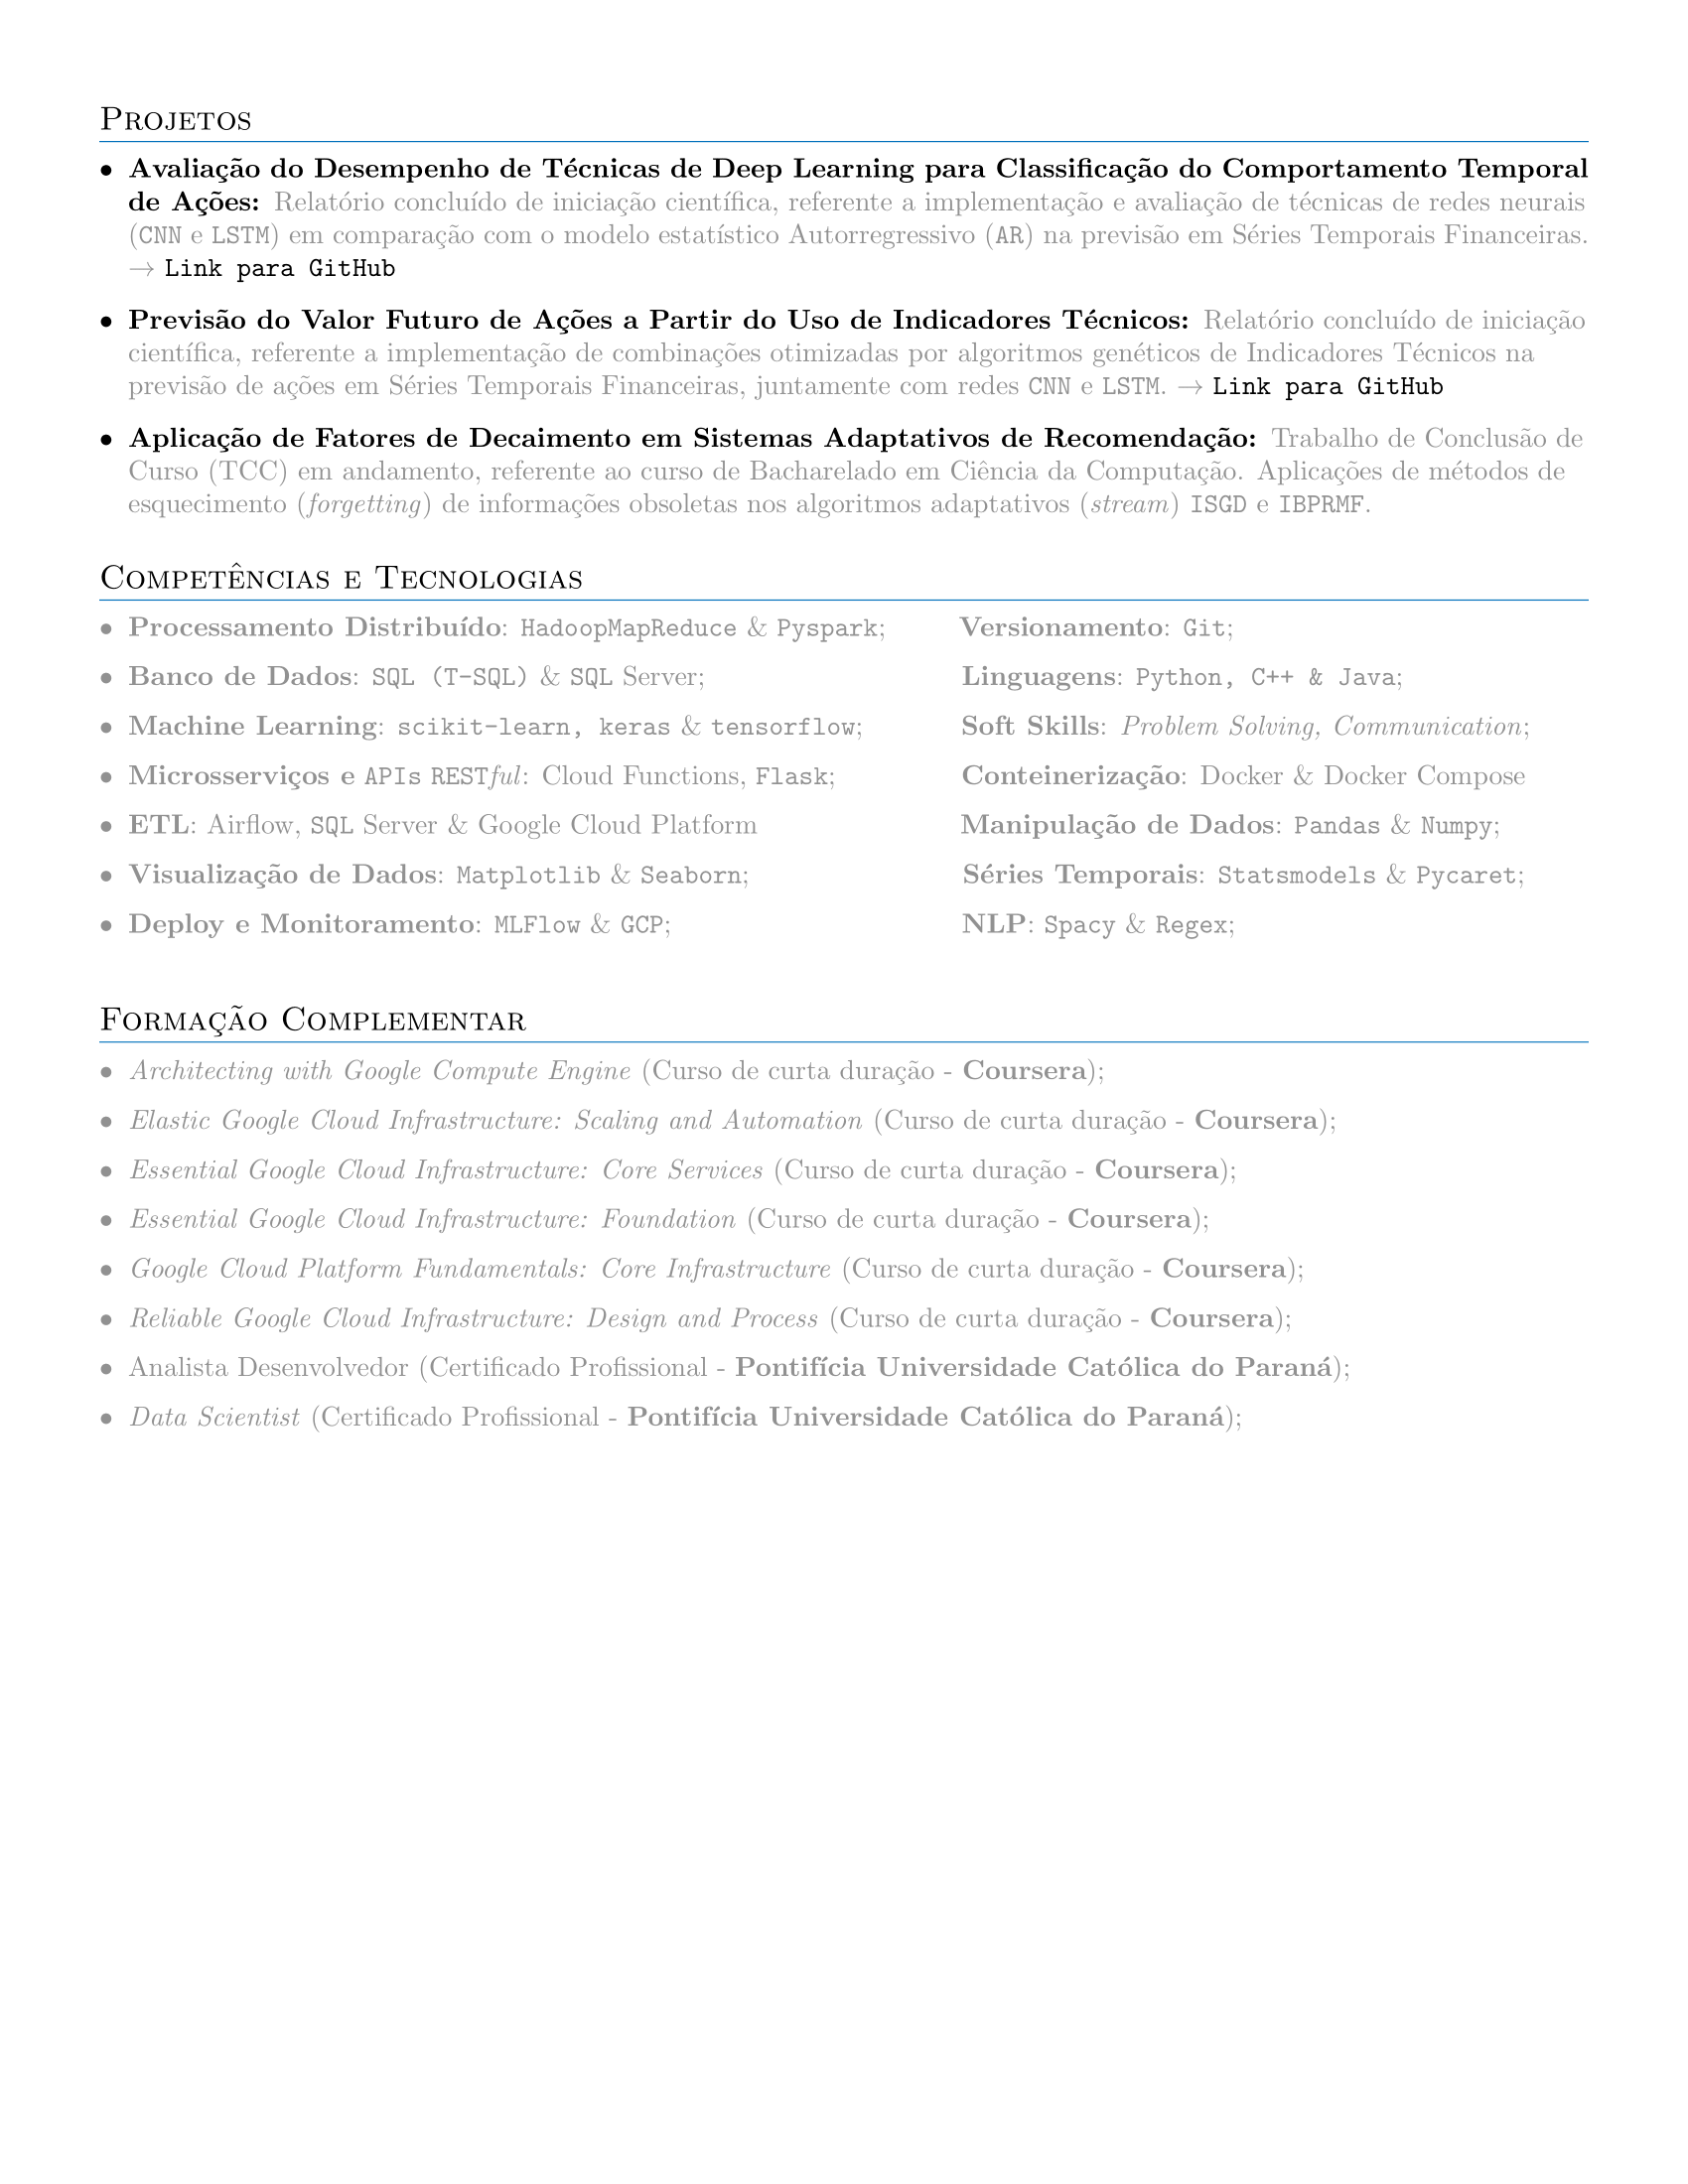 Projetos
• Avaliação do Desempenho de Técnicas de Deep Learning para Classificação do Comportamento Temporal
de Ações: Relatório concluído de iniciação científica, referente a implementação e avaliação de técnicas de redes neurais
(CNN e LSTM) em comparação com o modelo estatístico Autorregressivo (AR) na previsão em Séries Temporais Financeiras.
→ Link para GitHub
• Previsão do Valor Futuro de Ações a Partir do Uso de Indicadores Técnicos: Relatório concluído de iniciação
científica, referente a implementação de combinações otimizadas por algoritmos genéticos de Indicadores Técnicos na
previsão de ações em Séries Temporais Financeiras, juntamente com redes CNN e LSTM. → Link para GitHub
• Aplicação de Fatores de Decaimento em Sistemas Adaptativos de Recomendação: Trabalho de Conclusão de
Curso (TCC) em andamento, referente ao curso de Bacharelado em Ciência da Computação. Aplicações de métodos de
esquecimento (forgetting) de informações obsoletas nos algoritmos adaptativos (stream) ISGD e IBPRMF.
Competências e Tecnologias
• Processamento Distribuído: HadoopMapReduce & Pyspark; Versionamento: Git;
• Banco de Dados: SQL (T-SQL) & SQL Server; Linguagens: Python, C++ & Java;
• Machine Learning: scikit-learn, keras & tensorflow; Soft Skills: Problem Solving, Communication;
• Microsserviços e APIs RESTful: Cloud Functions, Flask; Conteinerização: Docker & Docker Compose
• ETL: Airflow, SQL Server & Google Cloud Platform Manipulação de Dados: Pandas & Numpy;
• Visualização de Dados: Matplotlib & Seaborn; Séries Temporais: Statsmodels & Pycaret;
• Deploy e Monitoramento: MLFlow & GCP; NLP: Spacy & Regex;
Formação Complementar
• Architecting with Google Compute Engine (Curso de curta duração - Coursera);
• Elastic Google Cloud Infrastructure: Scaling and Automation (Curso de curta duração - Coursera);
• Essential Google Cloud Infrastructure: Core Services (Curso de curta duração - Coursera);
• Essential Google Cloud Infrastructure: Foundation (Curso de curta duração - Coursera);
• Google Cloud Platform Fundamentals: Core Infrastructure (Curso de curta duração - Coursera);
• Reliable Google Cloud Infrastructure: Design and Process (Curso de curta duração - Coursera);
• Analista Desenvolvedor (Certificado Profissional - Pontifícia Universidade Católica do Paraná);
• Data Scientist (Certificado Profissional - Pontifícia Universidade Católica do Paraná);